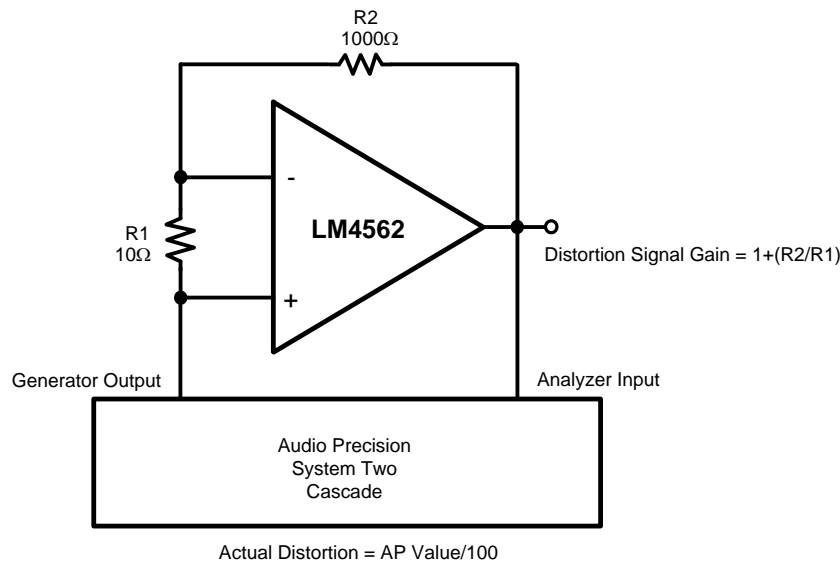 R2
1000Ω
-
R1
10Ω
LM4562
+
Distortion Signal Gain = 1+(R2/R1)
Generator Output
Analyzer Input
Audio Precision
System Two
Cascade
Actual Distortion = AP Value/100